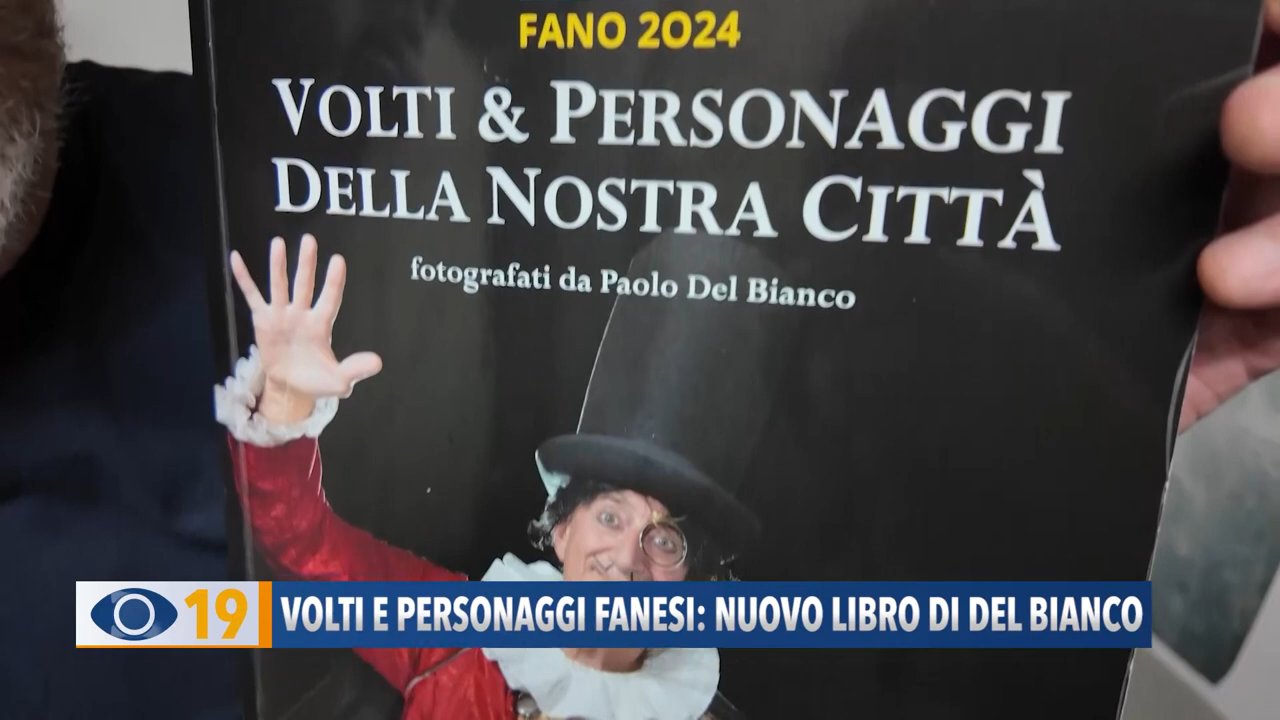 FANO 2024
VOLTI & PERSONAGGI
DELLA NOSTRA CITTÀ
fotografati da Paolo Del Bianco
19 VOLTI E PERSONAGGI FANESI: NUOVO LIBRO DI DEL BIANCO